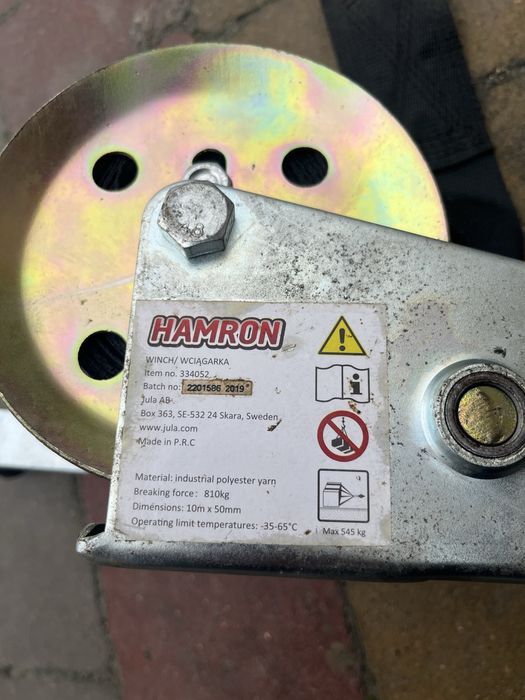 8.8
HAMRON
WINCH/ WCIĄGARKA
Item no. 334052
Batch no: 2201586 2019
Jula AB
Box 363, SE-532 24 Skara, Sweden
www.jula.com
Made in P.R.C
Material: industrial polyester yarn
Breaking force : 810kg
Dimensions: 10m x 50mm
Operating limit temperatures: -35-65°C
Max 545 kg